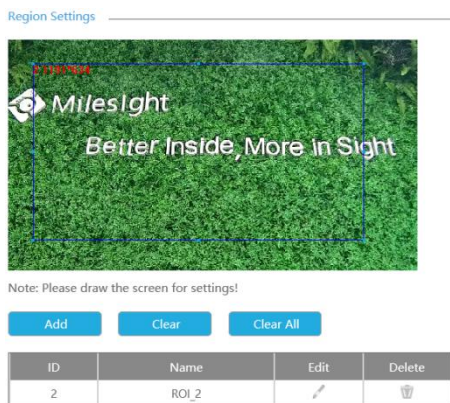 Region Settings
Milesight
Better Inside, More in Sight
Note: Please draw the screen for settings!
Add Clear Clear All
ID Name Edit Delete
2 ROI_2